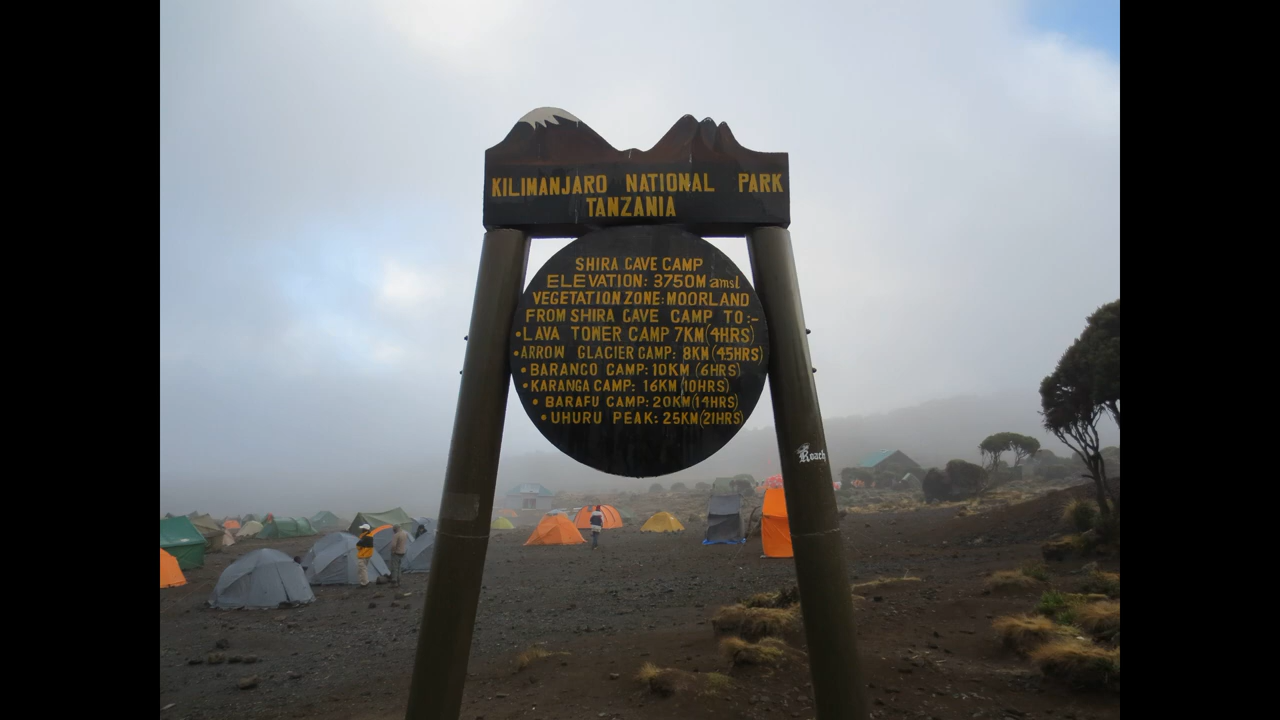 KILIMANJARO NATIONAL PARK
TANZANIA
SHIRA CAVE CAMP
ELEVATION: 3750M amsl
VEGETATION ZONE: MOORLAND
FROM SHIRA CAVE CAMP TO:-
•LAVA TOWER CAMP 7KM (4HRS)
•ARROW GLACIER CAMP: 8KM (45HRS)
•BARANCO CAMP: 10KM (6HRS)
•KARANGA CAMP: 16KM (10HRS)
•BARAFU CAMP: 20KM (14HRS)
•UHURU PEAK: 25KM (21HRS)
Roach